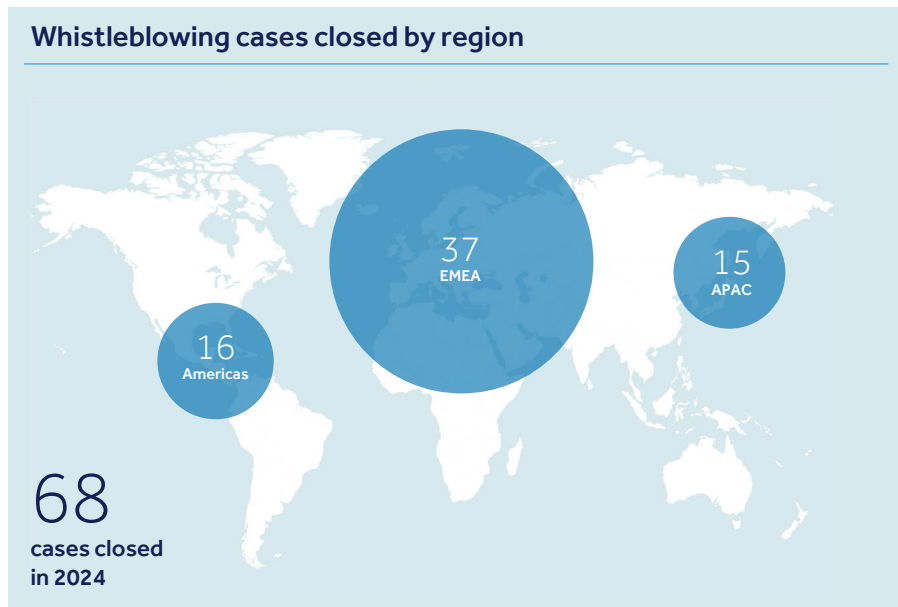 Whistleblowing cases closed by region
37
EMEA
15
APAC
16
Americas
68
cases closed
in 2024